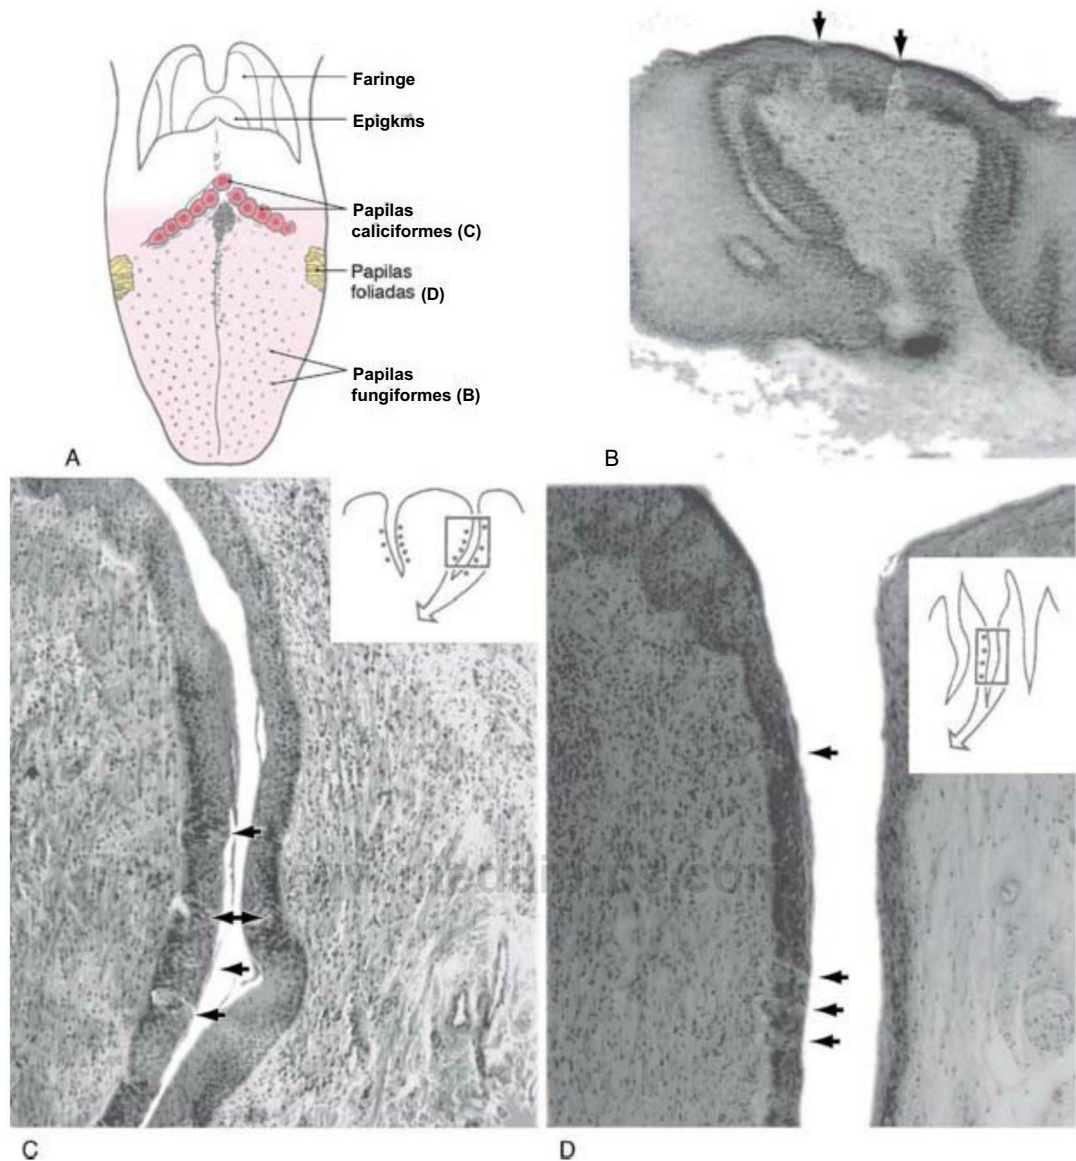 Faringe
Epigkms
Papilas
caliciformes (C)
Papilas
foliadas (D)
Papilas
fungiformes (B)
A
B
C
D